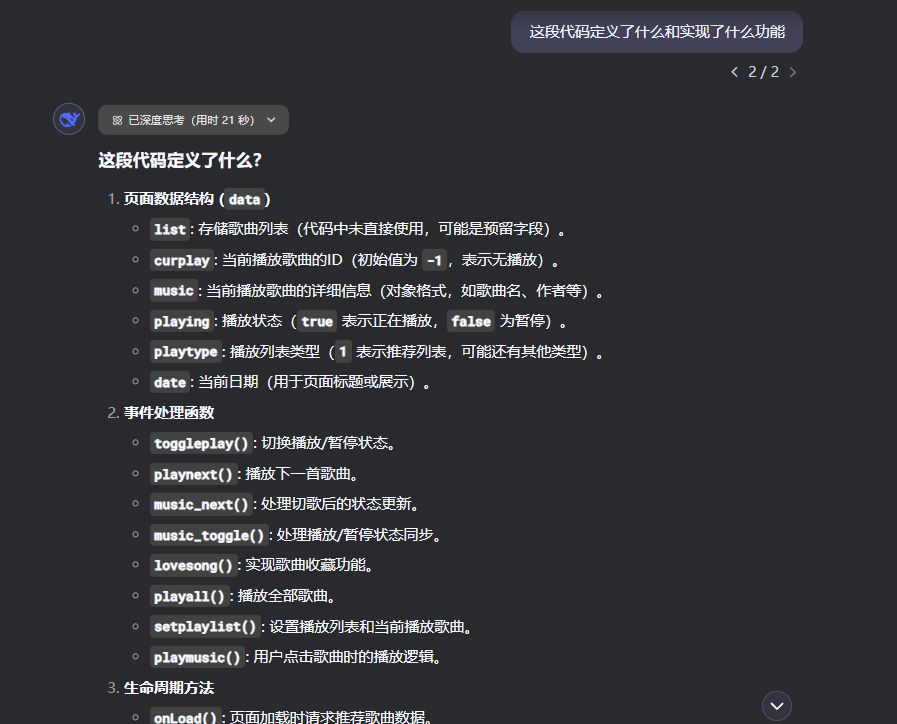 这段代码定义了什么和实现了什么功能
2 / 2
已深度思考（用时 21 秒）
这段代码定义了什么?
1. 页面数据结构 (data)
list: 存储歌曲列表（代码中未直接使用，可能是预留字段）。
curplay: 当前播放歌曲的ID（初始值为 -1，表示无播放）。
music: 当前播放歌曲的详细信息（对象格式，如歌曲名、作者等）。
playing: 播放状态（true 表示正在播放，false 为暂停）。
playtype: 播放列表类型（1 表示推荐列表，可能还有其他类型）。
date: 当前日期（用于页面标题或展示）。
2. 事件处理函数
toggleplay(): 切换播放/暂停状态。
playnext(): 播放下一首歌曲。
music_next(): 处理切歌后的状态更新。
music_toggle(): 处理播放/暂停状态同步。
lovesong(): 实现歌曲收藏功能。
playall(): 播放全部歌曲。
setplaylist(): 设置播放列表和当前播放歌曲。
playmusic(): 用户点击歌曲时的播放逻辑。
3. 生命周期方法
onLoad(): 页面加载时请求推荐歌曲数据。